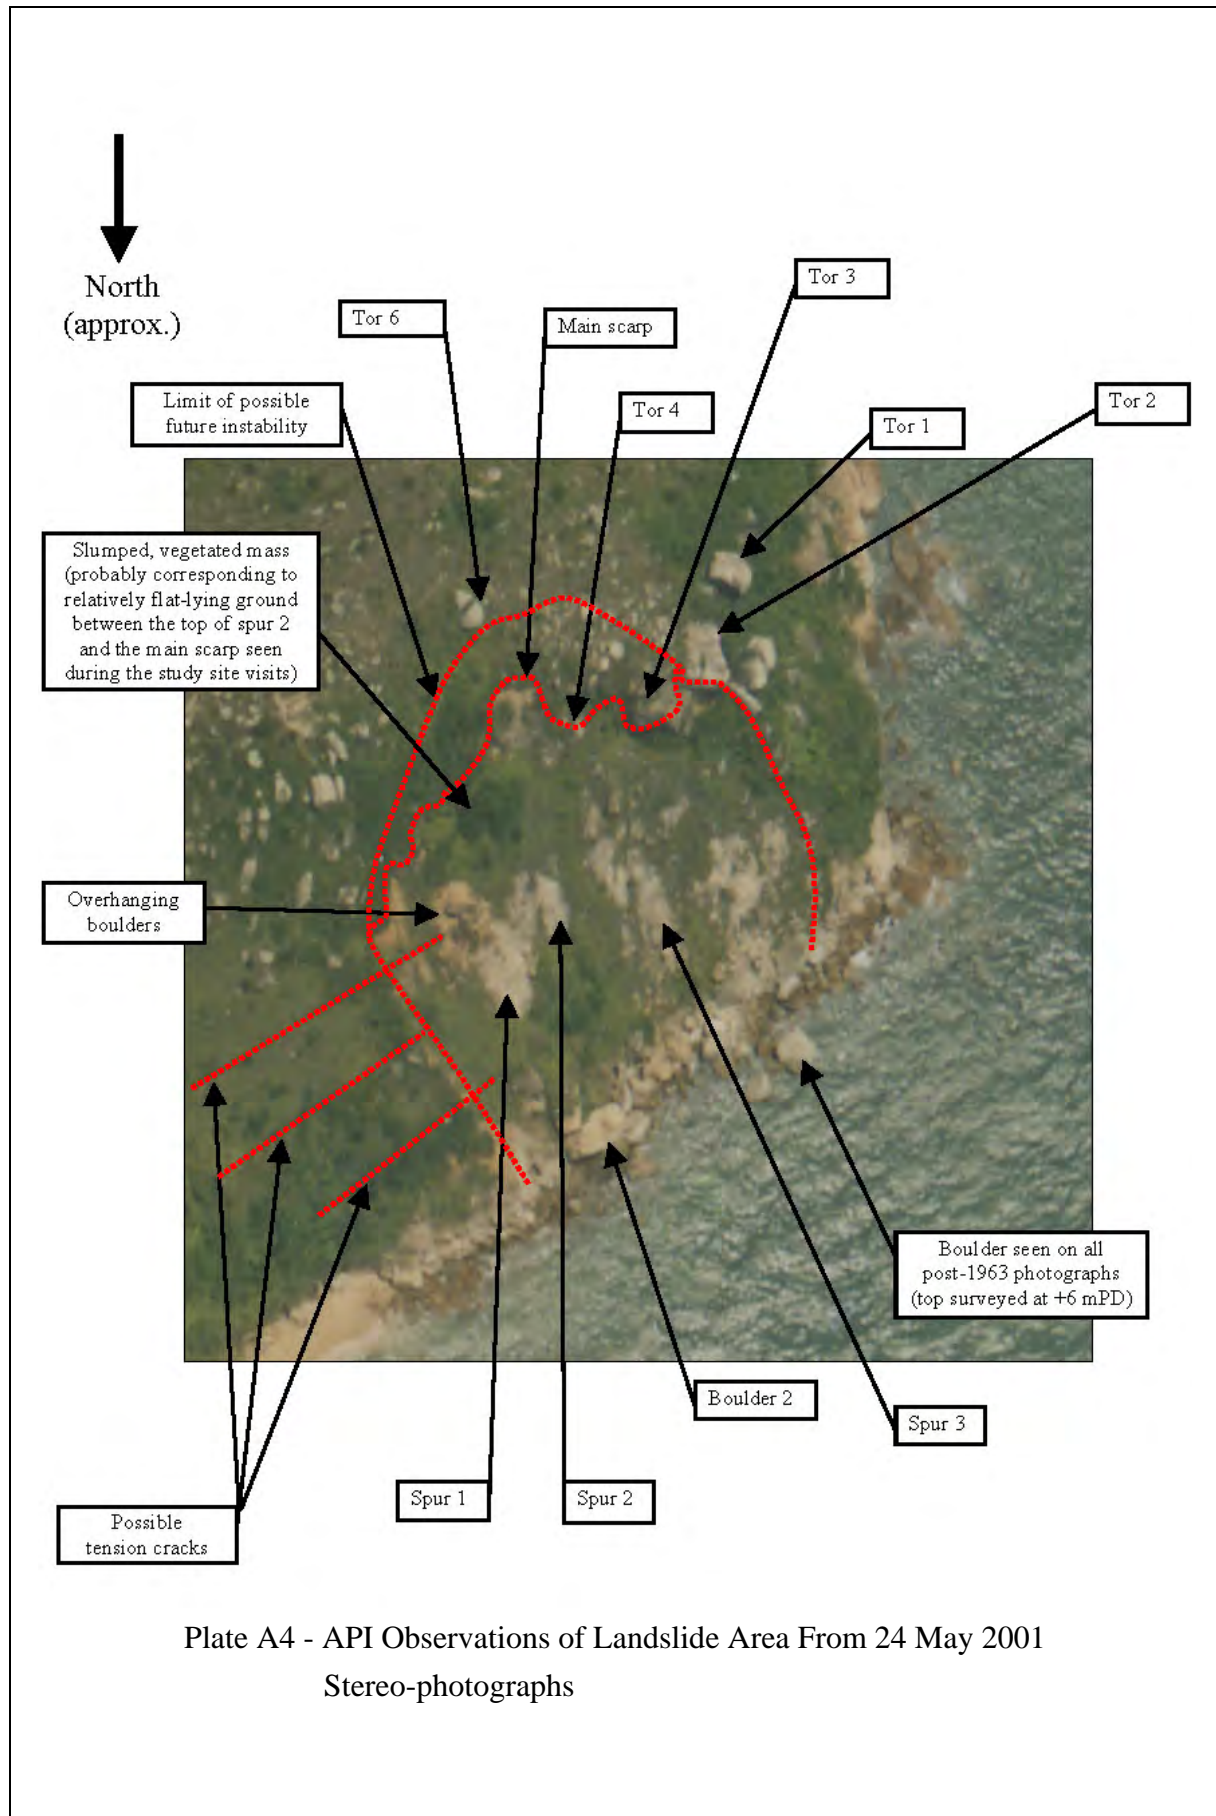 North
(approx.)
Tor 3
Tor 6
Main scarp
Limit of possible
future instability
Tor 4
Tor 1
Tor 2
Slumped, vegetated mass
(probably corresponding to
relatively flat-lying ground
between the top of spur 2
and the main scarp seen
during the study site visits)
Overhanging
boulders
Boulder seen on all
post-1963 photographs
(top surveyed at +6 mPD)
Boulder 2
Spur 3
Spur 1
Spur 2
Possible
tension cracks
Plate A4 - API Observations of Landslide Area From 24 May 2001
Stereo-photographs